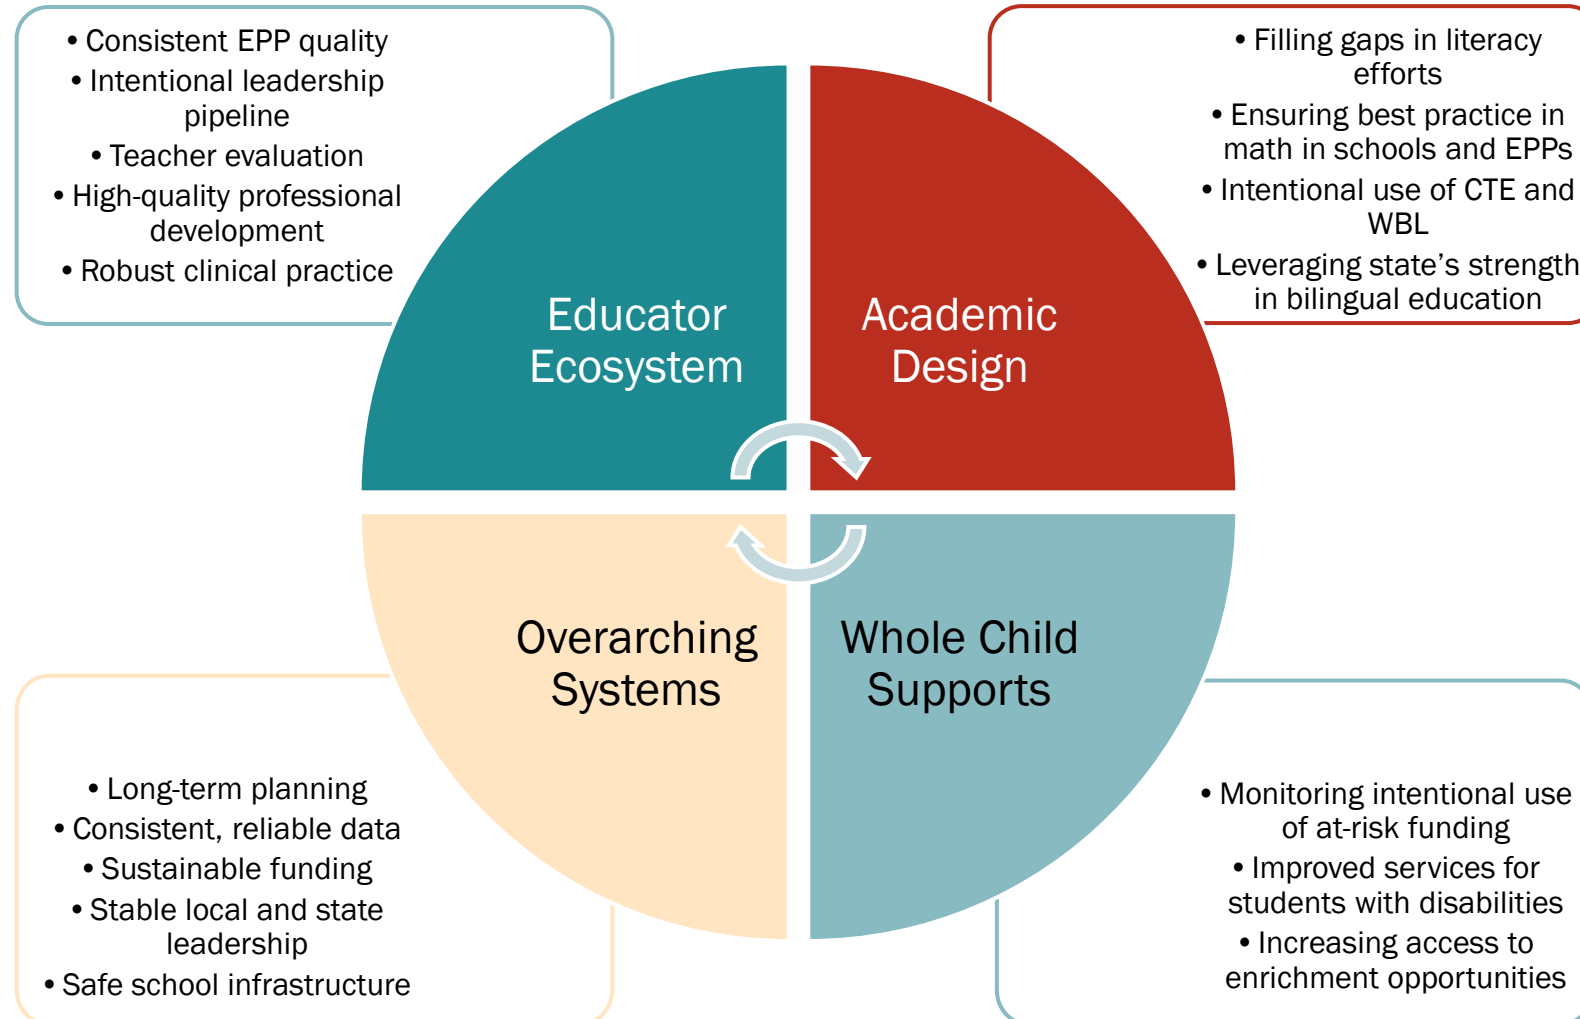 • Consistent EPP quality
• Intentional leadership
pipeline
• Teacher evaluation
• High-quality professional
development
• Robust clinical practice
• Filling gaps in literacy
efforts
• Ensuring best practice in
math in schools and EPPs
• Intentional use of CTE and
WBL
• Leveraging state's strength
in bilingual education
Educator
Ecosystem
Academic
Design
Overarching
Systems
Whole Child
Supports
• Long-term planning
• Consistent, reliable data
• Sustainable funding
• Stable local and state
leadership
• Safe school infrastructure
• Monitoring intentional use
of at-risk funding
• Improved services for
students with disabilities
• Increasing access to
enrichment opportunities